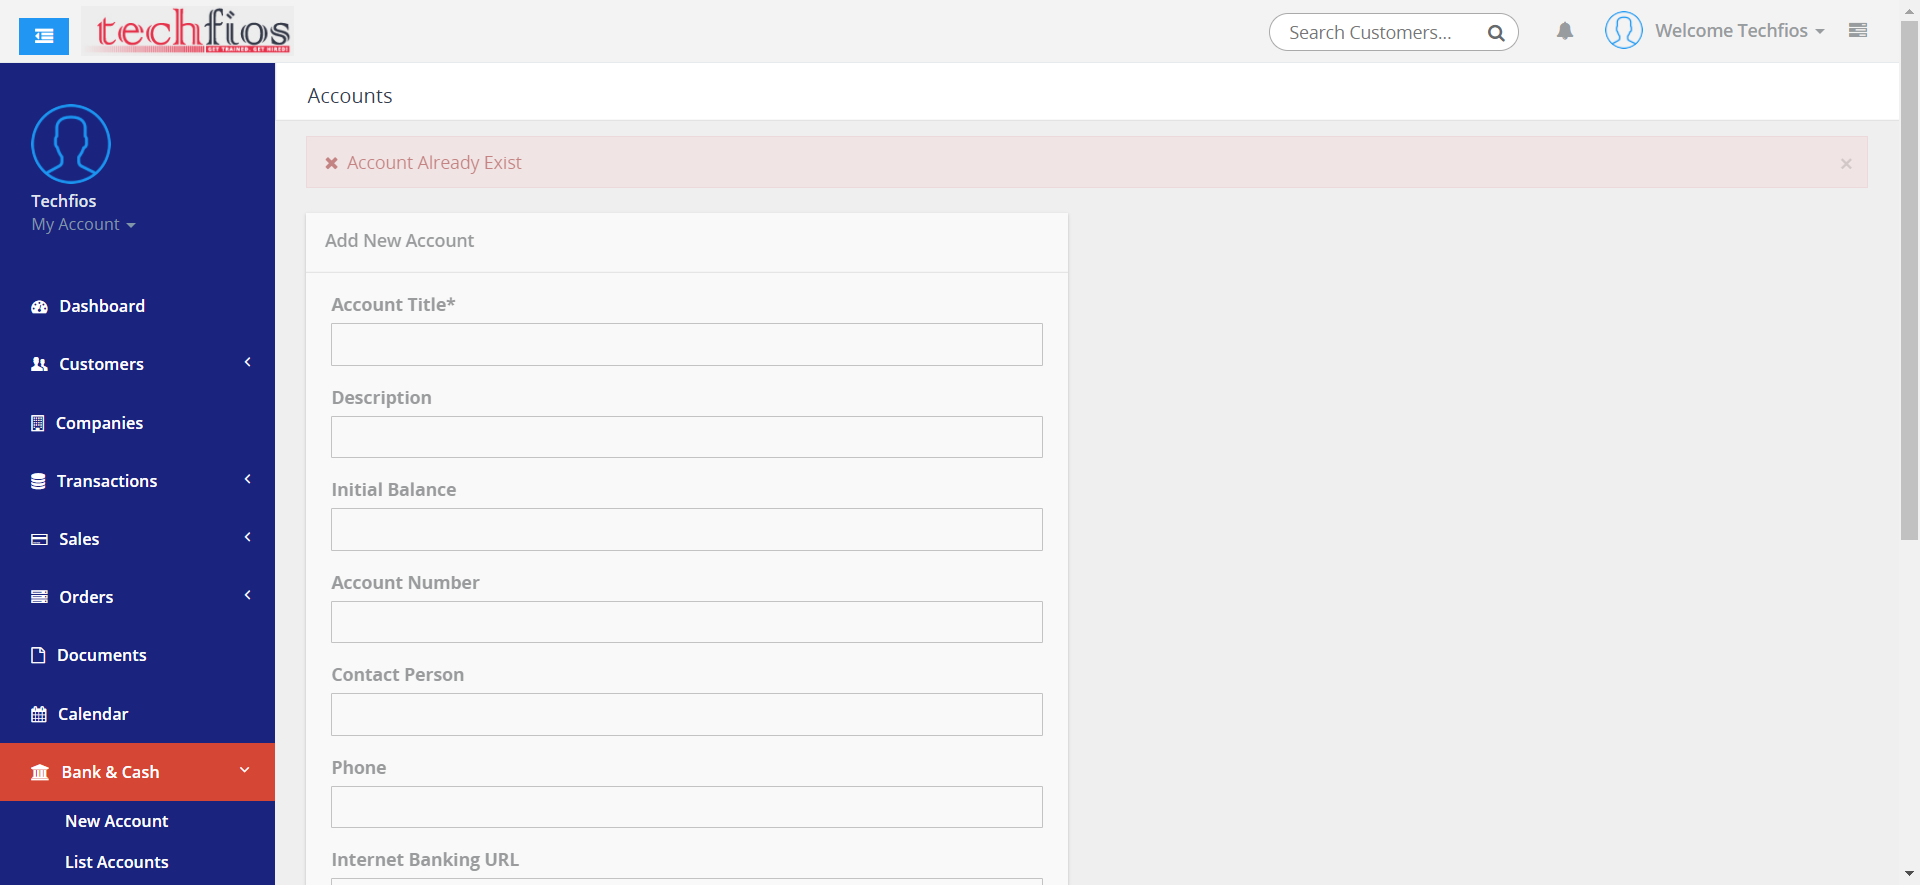 techfios
GET TRAINED. GET HIRED!
Search Customers...
Welcome Techfios
Techfios
My Account
Dashboard
Customers
Companies
Transactions
Sales
Orders
Documents
Calendar
Bank & Cash
New Account
List Accounts
Accounts
Account Already Exist
×
Add New Account
Account Title*
Description
Initial Balance
Account Number
Contact Person
Phone
Internet Banking URL